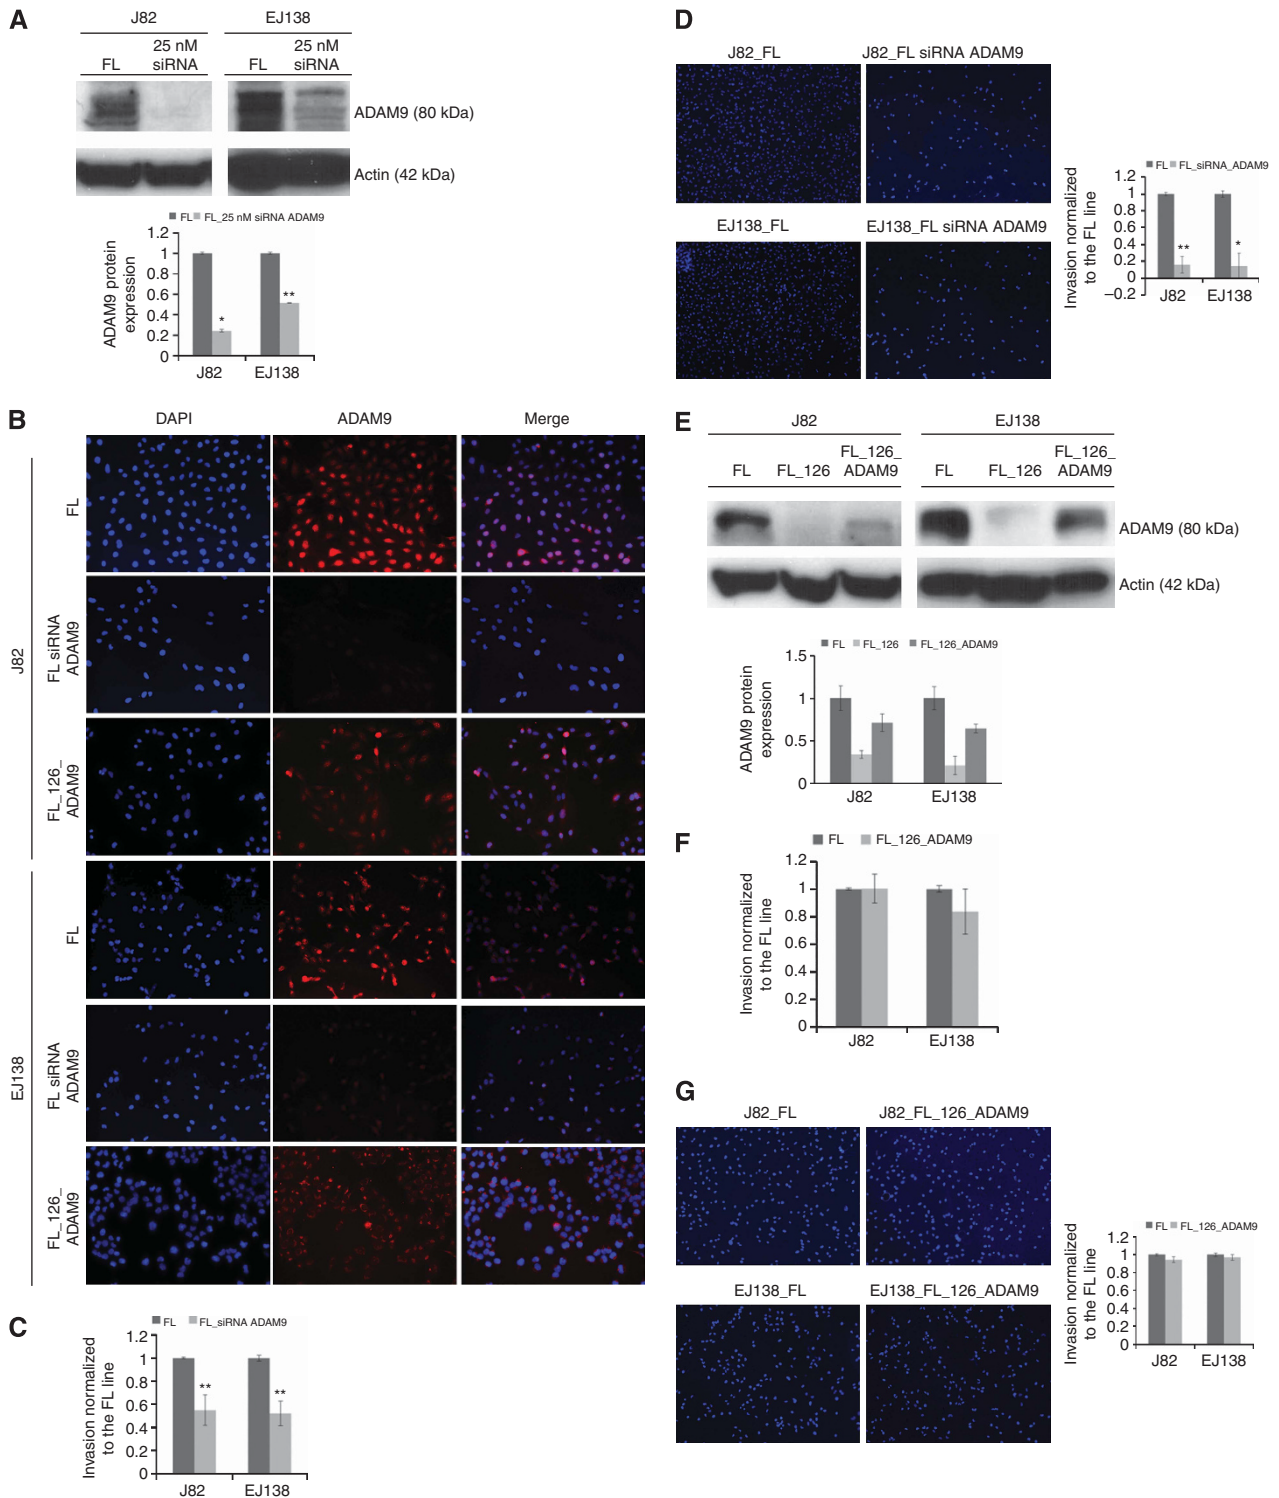 A
J82
EJ138
FL
25 nM
siRNA
FL
25 nM
siRNA
ADAM9 (80 kDa)
Actin (42 kDa)
FL FL_25 nM siRNA ADAM9
ADAM9 protein
expression
1.2
1
0.8
0.6
0.4
0.2
0
*
**
J82
EJ138
B
DAPI
ADAM9
Merge
J82
FL
FL siRNA
ADAM9
FL_126_
ADAM9
EJ138
FL
FL siRNA
ADAM9
FL_126_
ADAM9
C
FL FL_siRNA ADAM9
Invasion normalized
to the FL line
1.2
1
0.8
0.6
0.4
0.2
0
**
**
J82
EJ138
D
J82_FL
J82_FL siRNA ADAM9
EJ138_FL
EJ138_FL siRNA ADAM9
FL FL_siRNA_ADAM9
Invasion normalized
to the FL line
1.2
1
0.8
0.6
0.4
0.2
0
–0.2
**
*
J82
EJ138
E
J82
EJ138
FL
FL_126
FL_126_
ADAM9
FL
FL_126
FL_126_
ADAM9
ADAM9 (80 kDa)
Actin (42 kDa)
FL FL_126 FL_126_ADAM9
ADAM9 protein
expression
1.5
1
0.5
0
J82
EJ138
F
FL FL_126_ADAM9
Invasion normalized
to the FL line
1.2
1
0.8
0.6
0.4
0.2
0
J82
EJ138
G
J82_FL
J82_FL_126_ADAM9
EJ138_FL
EJ138_FL_126_ADAM9
FL FL_126_ADAM9
Invasion normalized
to the FL line
1.2
1
0.8
0.6
0.4
0.2
0
J82
EJ138